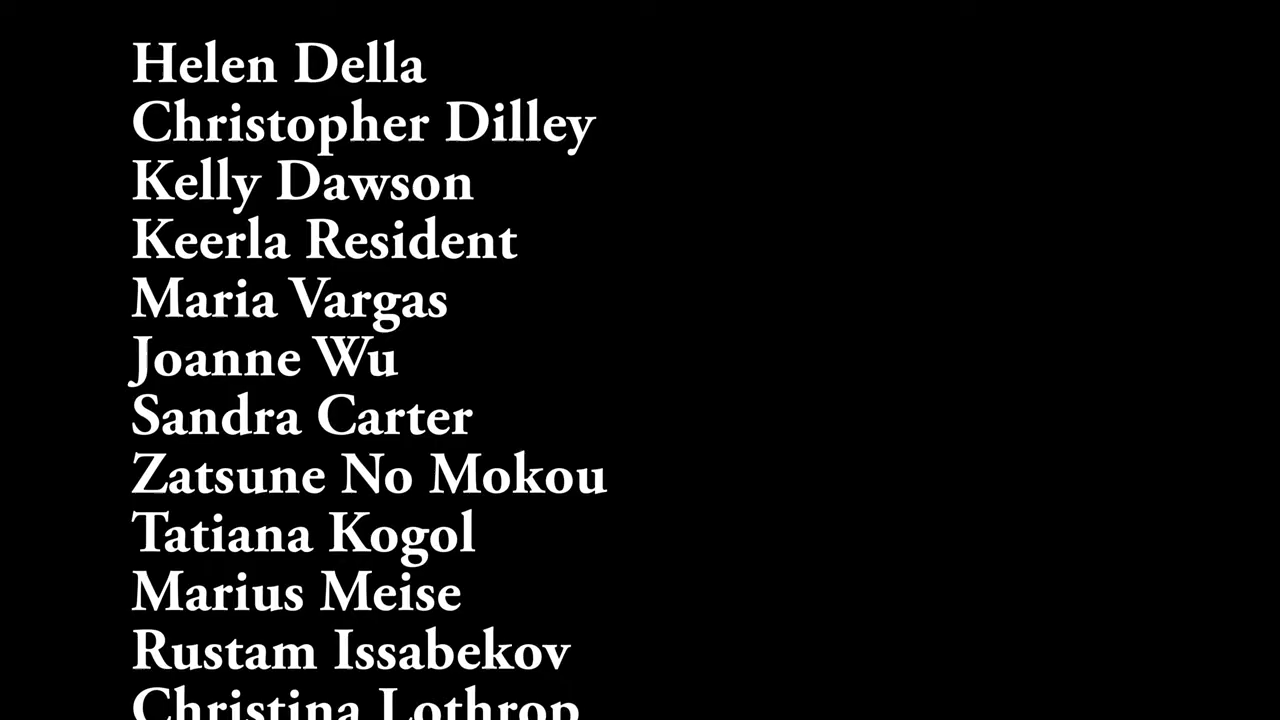 Helen Della
Christopher Dilley
Kelly Dawson
Keerla Resident
Maria Vargas
Joanne Wu
Sandra Carter
Zatsune No Mokou
Tatiana Kogol
Marius Meise
Rustam Issabekov
Christina Lothrop